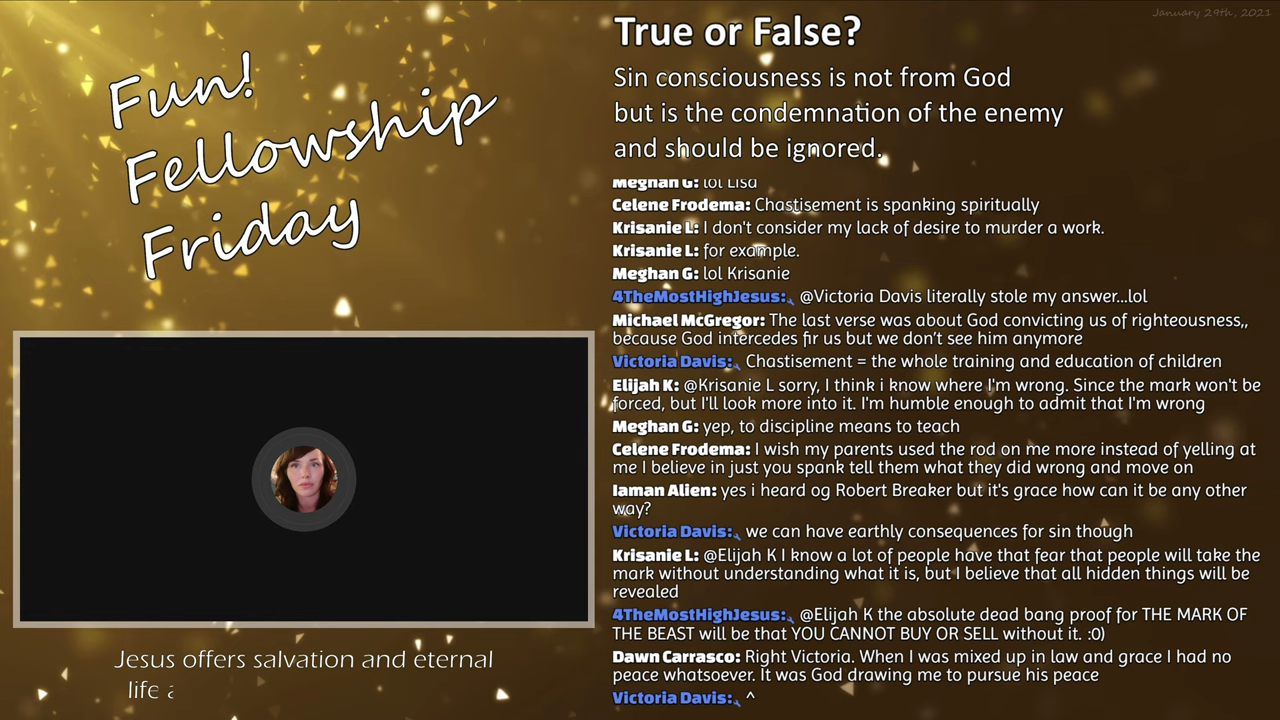 January 29th, 2021
Fun!
Fellowship
Friday
True or False?
Sin consciousness is not from God
but is the condemnation of the enemy
and should be ignored.
Meghan G: lol Lisa
Celene Frodema: Chastisement is spanking spiritually
Krisanie L: I don't consider my lack of desire to murder a work.
Krisanie L: for example.
Meghan G: lol Krisanie
4TheMostHighJesus: @Victoria Davis literally stole my answer...lol
Michael McGregor: The last verse was about God convicting us of righteousness,,
because God intercedes fir us but we don't see him anymore
Victoria Davis: Chastisement = the whole training and education of children
Elijah K: @Krisanie L sorry, I think i know where I'm wrong. Since the mark won't be
forced, but I'll look more into it. I'm humble enough to admit that I'm wrong
Meghan G: yep, to discipline means to teach
Celene Frodema: I wish my parents used the rod on me more instead of yelling at
me I believe in just you spank tell them what they did wrong and move on
Iaman Alien: yes i heard og Robert Breaker but it's grace how can it be any other
way?
Victoria Davis: we can have earthly consequences for sin though
Krisanie L: @Elijah K I know a lot of people have that fear that people will take the
mark without understanding what it is, but I believe that all hidden things will be
revealed
4TheMostHighJesus: @Elijah K the absolute dead bang proof for THE MARK OF
THE BEAST will be that YOU CANNOT BUY OR SELL without it. :0)
Dawn Carrasco: Right Victoria. When I was mixed up in law and grace I had no
peace whatsoever. It was God drawing me to pursue his peace
Victoria Davis: ^
Jesus offers salvation and eternal
life a